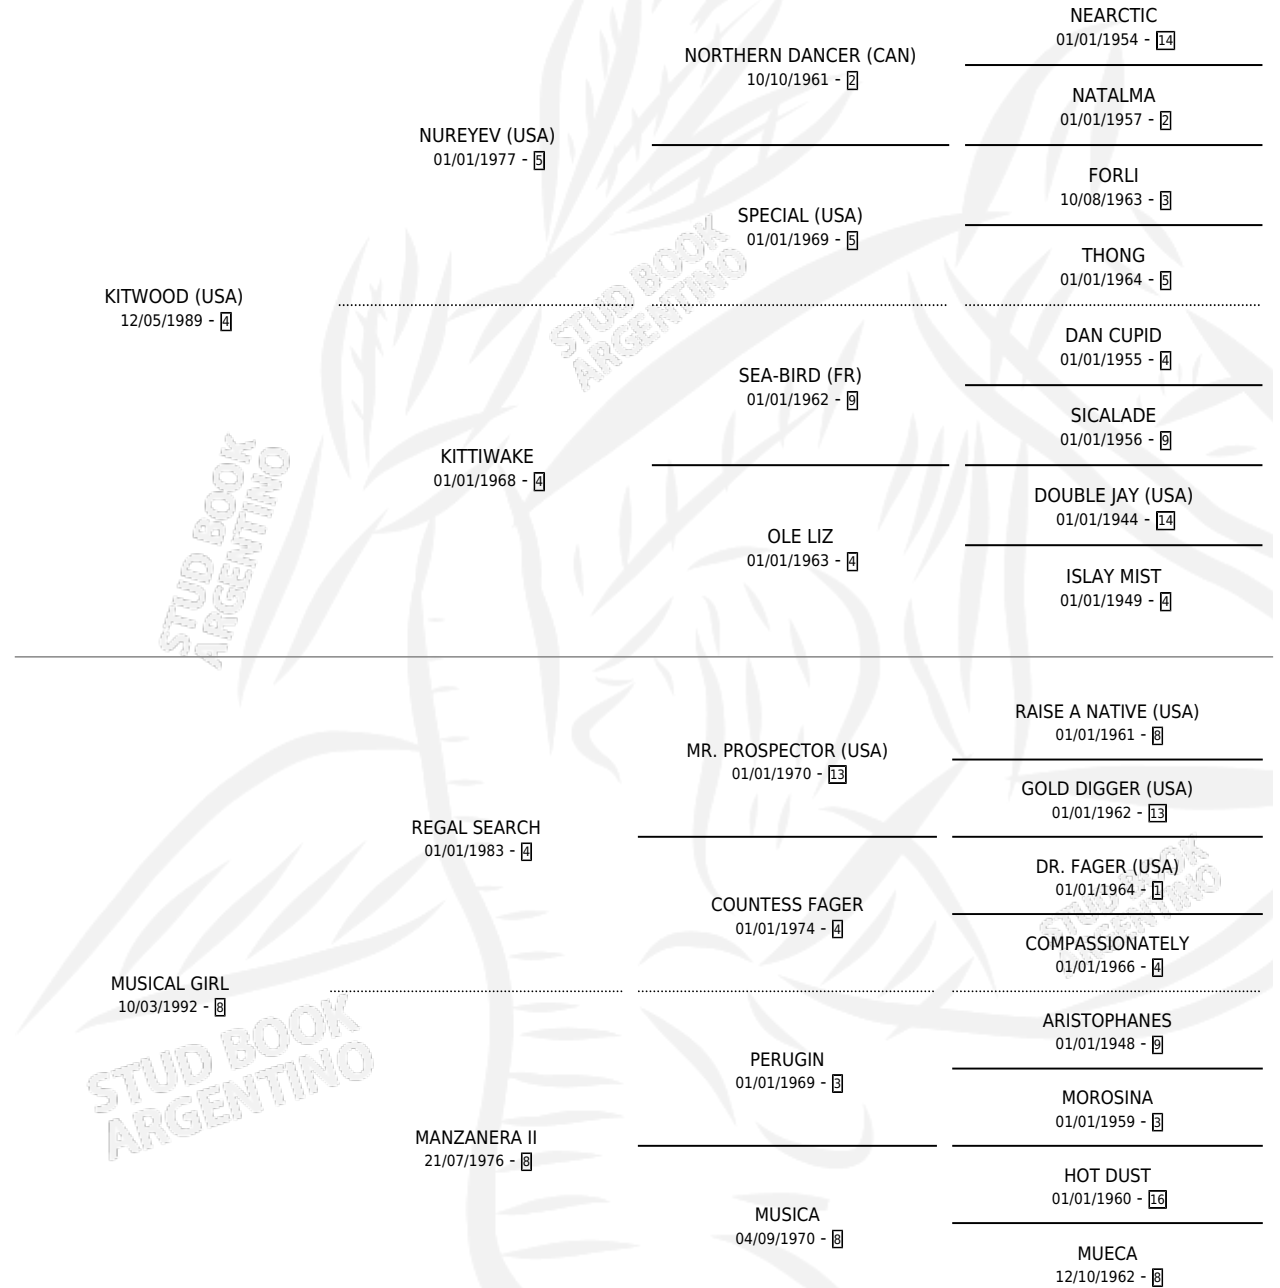 NEARCTIC
01/01/1954 - 14
NORTHERN DANCER (CAN)
10/10/1961 - 2
NATALMA
01/01/1957 - 2
NUREYEV (USA)
01/01/1977 - 5
FORLI
10/08/1963 - 3
SPECIAL (USA)
01/01/1969 - 5
THONG
01/01/1964 - 5
KITWOOD (USA)
12/05/1989 - 4
DAN CUPID
01/01/1955 - 4
SEA-BIRD (FR)
01/01/1962 - 9
SICALADE
01/01/1956 - 9
KITTIWAKE
01/01/1968 - 4
DOUBLE JAY (USA)
01/01/1944 - 14
OLE LIZ
01/01/1963 - 4
ISLAY MIST
01/01/1949 - 4
STUD BOOK
ARGENTINO
STUD BOOK
ARGENTINO
RAISE A NATIVE (USA)
01/01/1961 - 8
MR. PROSPECTOR (USA)
01/01/1970 - 13
GOLD DIGGER (USA)
01/01/1962 - 13
REGAL SEARCH
01/01/1983 - 4
DR. FAGER (USA)
01/01/1964 - 1
COUNTESS FAGER
01/01/1974 - 4
COMPASSIONATELY
01/01/1966 - 4
MUSICAL GIRL
10/03/1992 - 8
ARISTOPHANES
01/01/1948 - 9
PERUGIN
01/01/1969 - 3
MOROSINA
01/01/1959 - 3
MANZANERA II
21/07/1976 - 8
HOT DUST
01/01/1960 - 16
MUSICA
04/09/1970 - 8
MUECA
12/10/1962 - 8
STUD BOOK
ARGENTINO
STUD BOOK
ARGENTINO